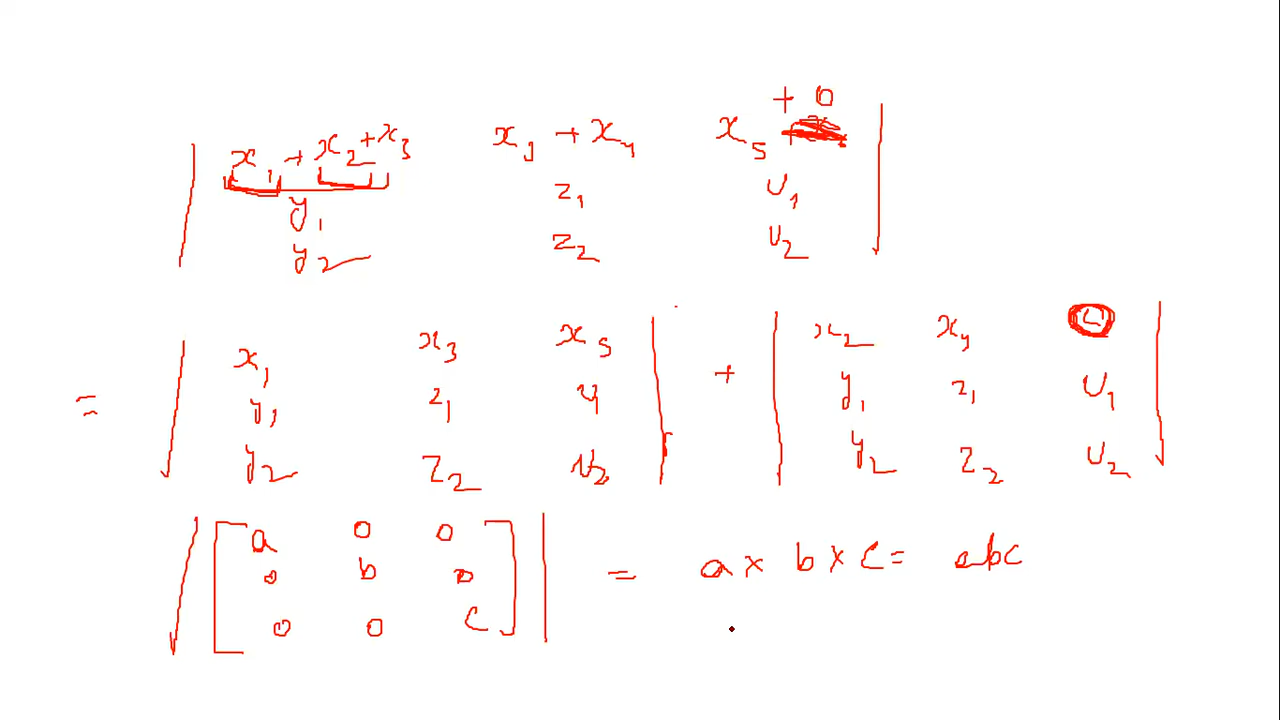 + 0
| x₁ + x₂ + x₃ x₃ + x₄ x₅ |
y₁ z₁ u₁
y₂ z₂ u₂
= | x₁ x₃ x₅ | + | x₂ x₄ |
y₁ z₁ u₁ y₁ z₁ u₁
y₂ z₂ u₂ y₂ z₂ u₂
| [ a 0 0 ] |
0 b 0 = a × b × c = abc
0 0 c